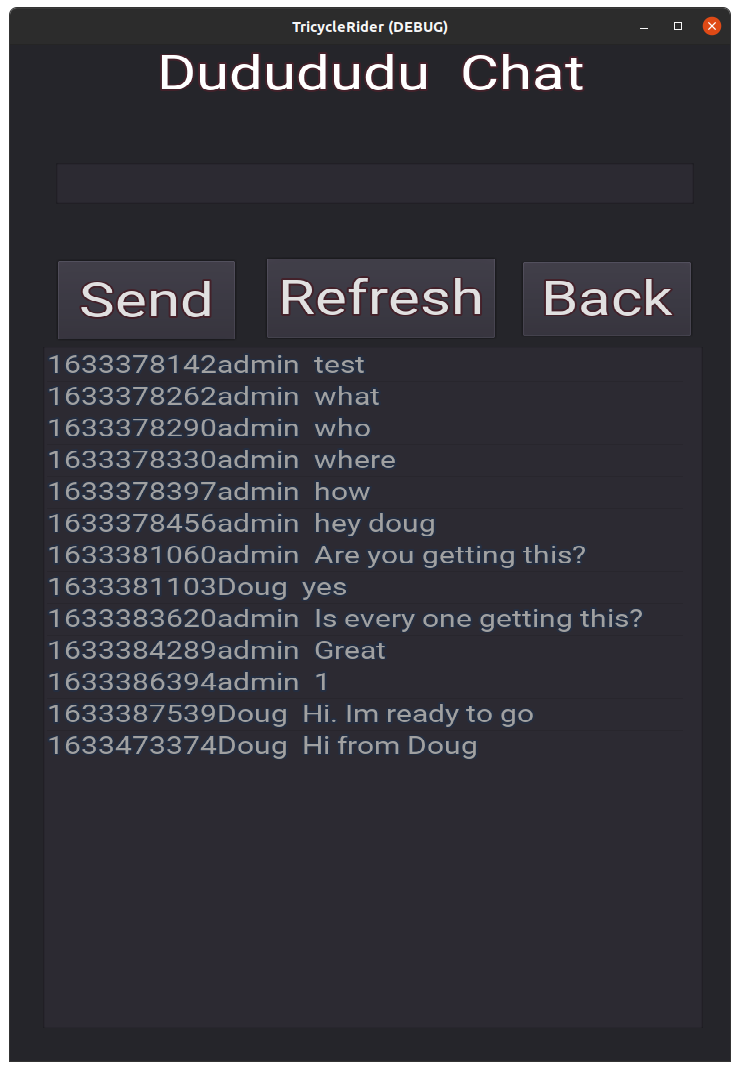 TricycleRider (DEBUG)
Dudududu Chat
Send Refresh Back
1633378142admin test
1633378262admin what
1633378290admin who
1633378330admin where
1633378397admin how
1633378456admin hey doug
1633381060admin Are you getting this?
1633381103Doug yes
1633383620admin Is every one getting this?
1633384289admin Great
1633386394admin 1
1633387539Doug Hi. Im ready to go
1633473374Doug Hi from Doug